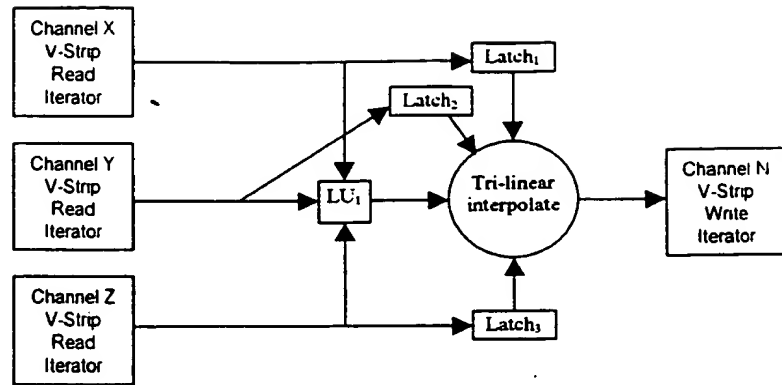 Channel X
V-Strip
Read
Iterator
Latch₁
Latch₂
Channel Y
V-Strip
Read
Iterator
LU₁
Tri-linear
interpolate
Channel N
V-Strip
Write
Iterator
Channel Z
V-Strip
Read
Iterator
Latch₃